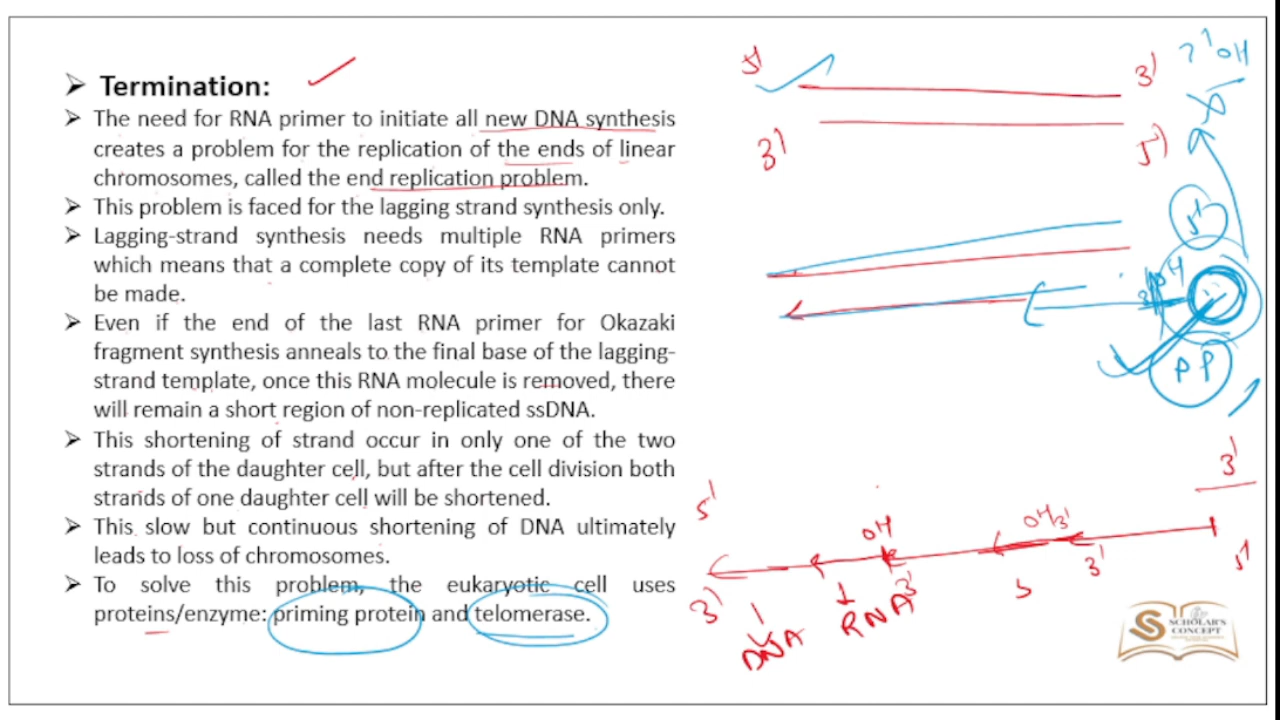 ➤ Termination:
➤ The need for RNA primer to initiate all new DNA synthesis
creates a problem for the replication of the ends of linear
chromosomes, called the end replication problem.
➤ This problem is faced for the lagging strand synthesis only.
➤ Lagging-strand synthesis needs multiple RNA primers
which means that a complete copy of its template cannot
be made.
➤ Even if the end of the last RNA primer for Okazaki
fragment synthesis anneals to the final base of the lagging-
strand template, once this RNA molecule is removed, there
will remain a short region of non-replicated ssDNA.
➤ This shortening of strand occur in only one of the two
strands of the daughter cell, but after the cell division both
strands of one daughter cell will be shortened.
➤ This slow but continuous shortening of DNA ultimately
leads to loss of chromosomes.
➤ To solve this problem, the eukaryotic cell uses
proteins/enzyme: priming protein and telomerase.
5'
3'
3'
5'
OH
5'
OH
PP
3'
5'
OH
OH 3'
3'
3'
5'
3'
5
RNA
DNA
SCHOLAR'S
CONCEPT